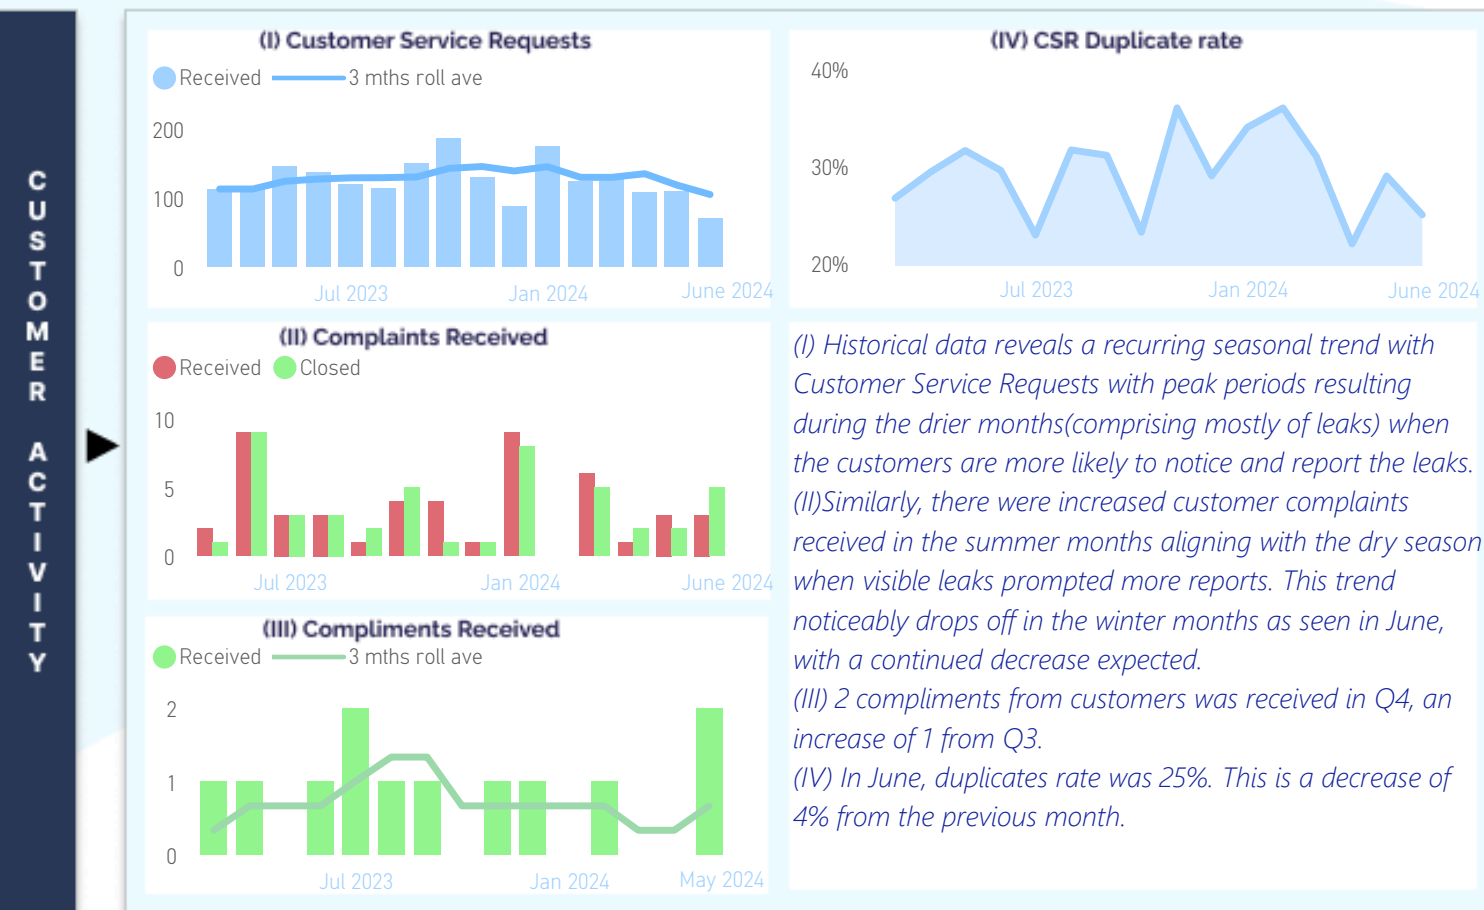 CUSTOMER ACTIVITY
(I) Customer Service Requests
Received 3 mths roll ave
200
100
0
Jul 2023 Jan 2024 June 2024
(II) Complaints Received
Received Closed
10
5
0
Jul 2023 Jan 2024 June 2024
(III) Compliments Received
Received 3 mths roll ave
2
1
0
Jul 2023 Jan 2024 May 2024
(IV) CSR Duplicate rate
40%
30%
20%
Jul 2023 Jan 2024 June 2024
(I) Historical data reveals a recurring seasonal trend with
Customer Service Requests with peak periods resulting
during the drier months(comprising mostly of leaks) when
the customers are more likely to notice and report the leaks.
(II)Similarly, there were increased customer complaints
received in the summer months aligning with the dry season
when visible leaks prompted more reports. This trend
noticeably drops off in the winter months as seen in June,
with a continued decrease expected.
(III) 2 compliments from customers was received in Q4, an
increase of 1 from Q3.
(IV) In June, duplicates rate was 25%. This is a decrease of
4% from the previous month.